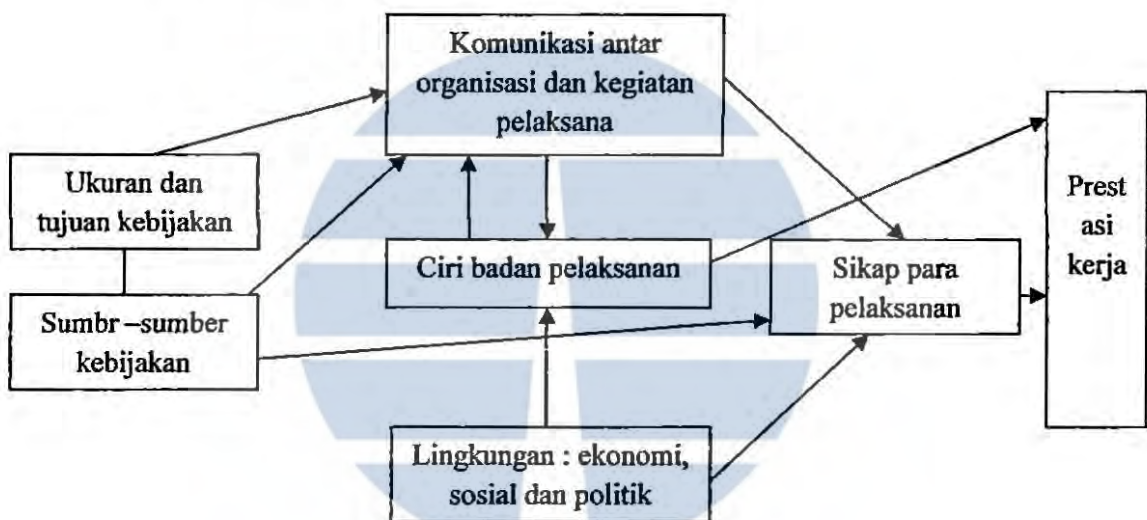 Komunikasi antar
organisasi dan kegiatan
pelaksana
Ukuran dan
tujuan kebijakan
Prest
asi
kerja
Ciri badan pelaksanan
Sikap para
pelaksanan
Sumbr –sumber
kebijakan
Lingkungan : ekonomi,
sosial dan politik